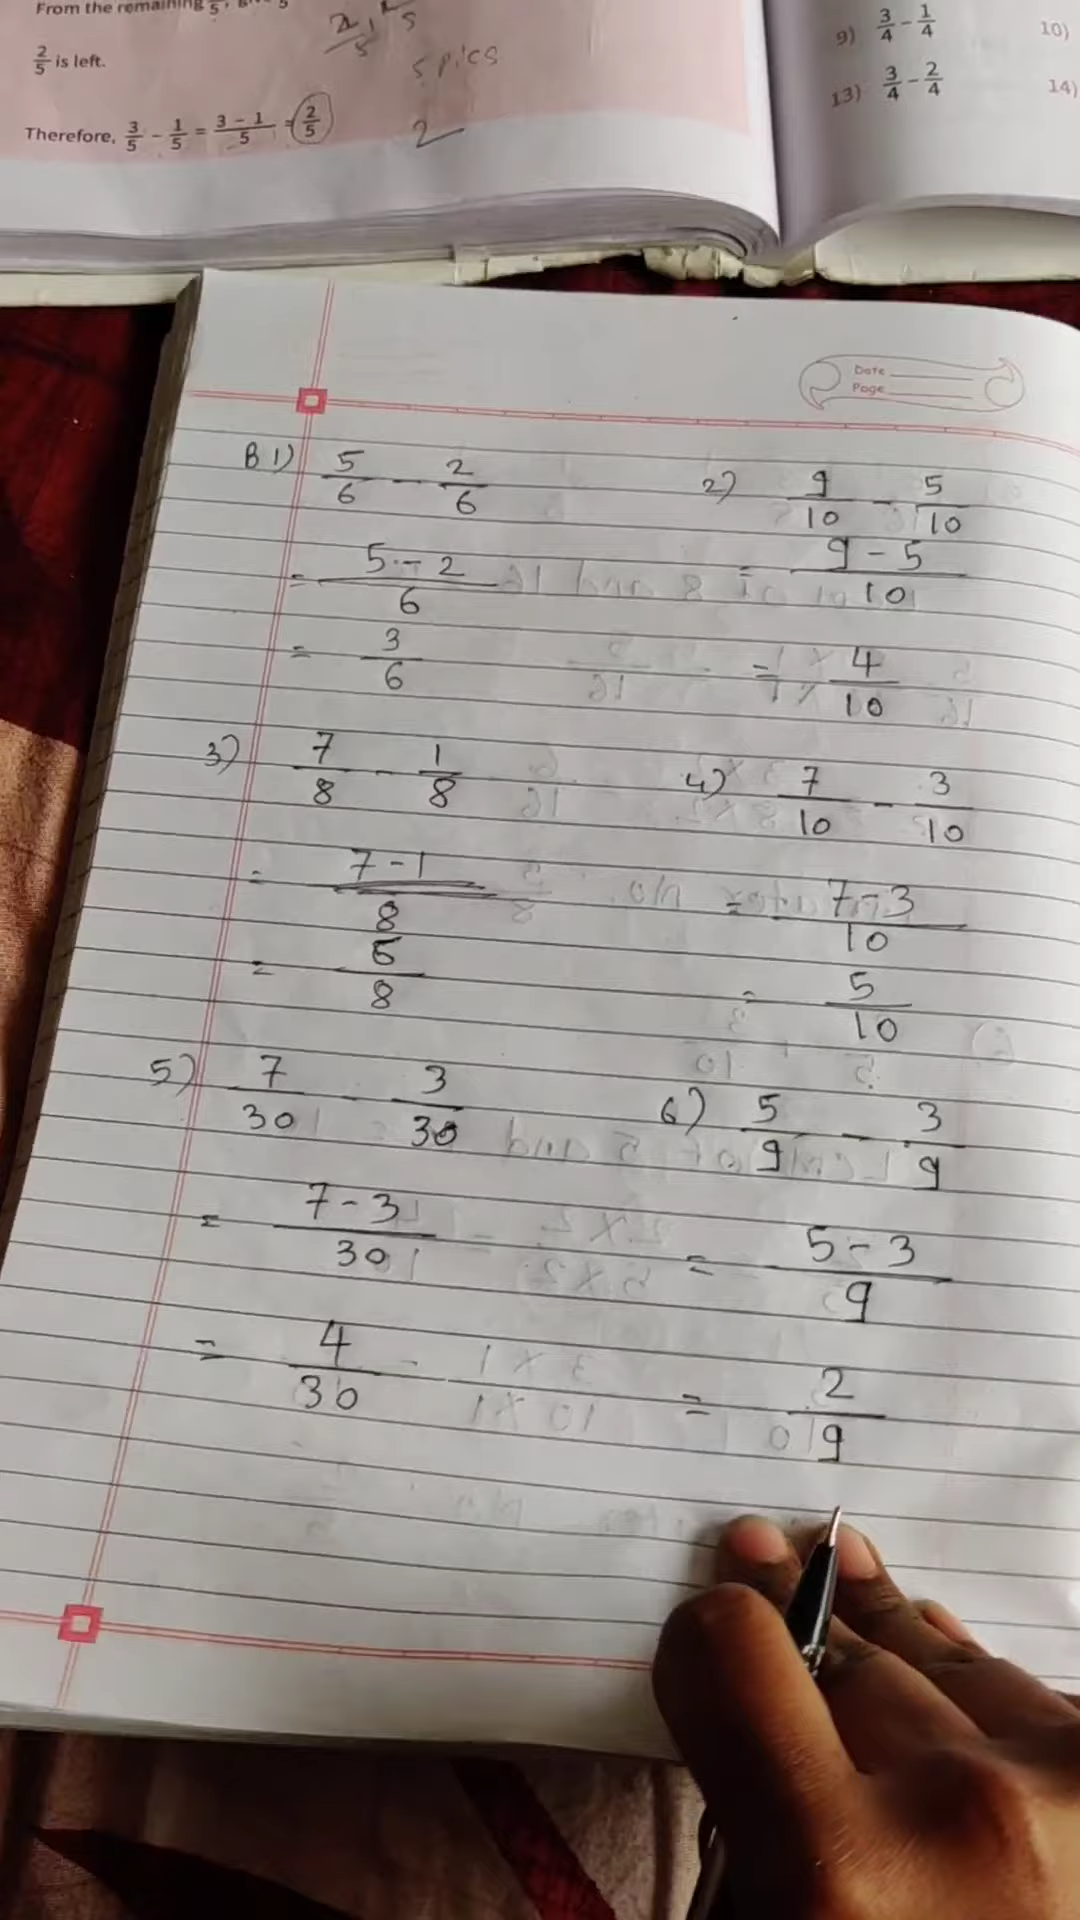 From the remaining
2/5 is left.
5 pics
2
Therefore, 3/5 - 1/5 = 3 - 1/5 = 2/5
9) 3/4 - 1/4
10)
13) 3/4 - 2/4
14)
Date
Page
B 1) 5/6 - 2/6
= 5 - 2/6
= 3/6
2) 9/10 - 5/10
= 9 - 5/10
= 4/10
3) 7/8 - 1/8
= 7 - 1/8
= 6/8
4) 7/10 - 3/10
= 7 - 3/10
= 5/10
5) 7/30 - 3/30
= 7 - 3/30
= 4/30
6) 5/9 - 3/9
= 5 - 3/9
= 2/9